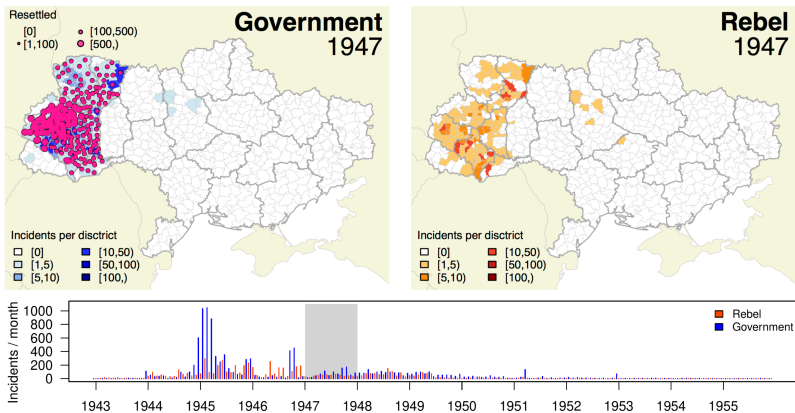 Resettled
[0]
[1,100)
[100,500)
[500,)
Government
1947
Incidents per disctrict
[0]
[1,5)
[5,10)
[10,50)
[50,100)
[100,)
Rebel
1947
Incidents per disctrict
[0]
[1,5)
[5,10)
[10,50)
[50,100)
[100,)
Incidents / month
1000
800
600
400
200
0
Rebel
Government
1943 1944 1945 1946 1947 1948 1949 1950 1951 1952 1953 1954 1955